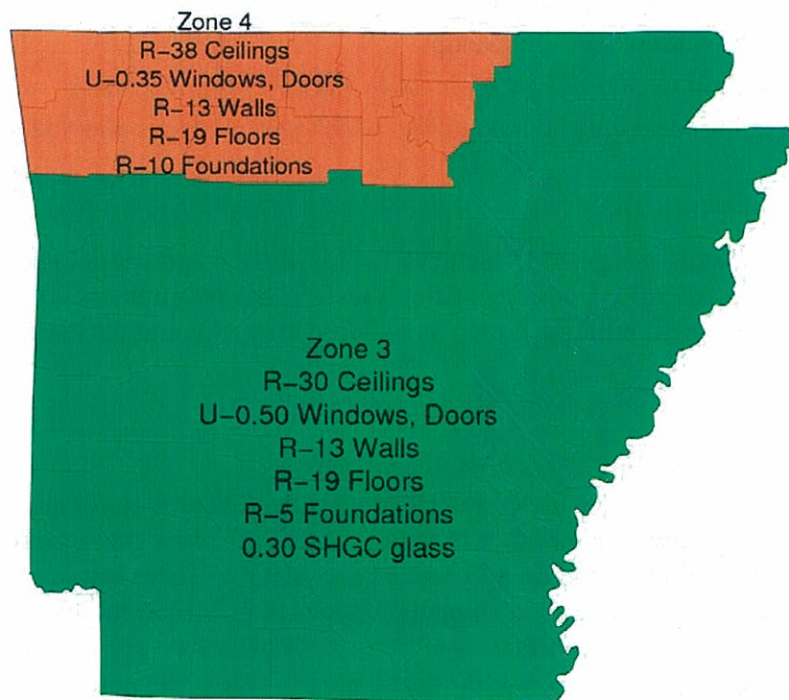 Zone 4
R-38 Ceilings
U-0.35 Windows, Doors
R-13 Walls
R-19 Floors
R-10 Foundations
Zone 3
R-30 Ceilings
U-0.50 Windows, Doors
R-13 Walls
R-19 Floors
R-5 Foundations
0.30 SHGC glass